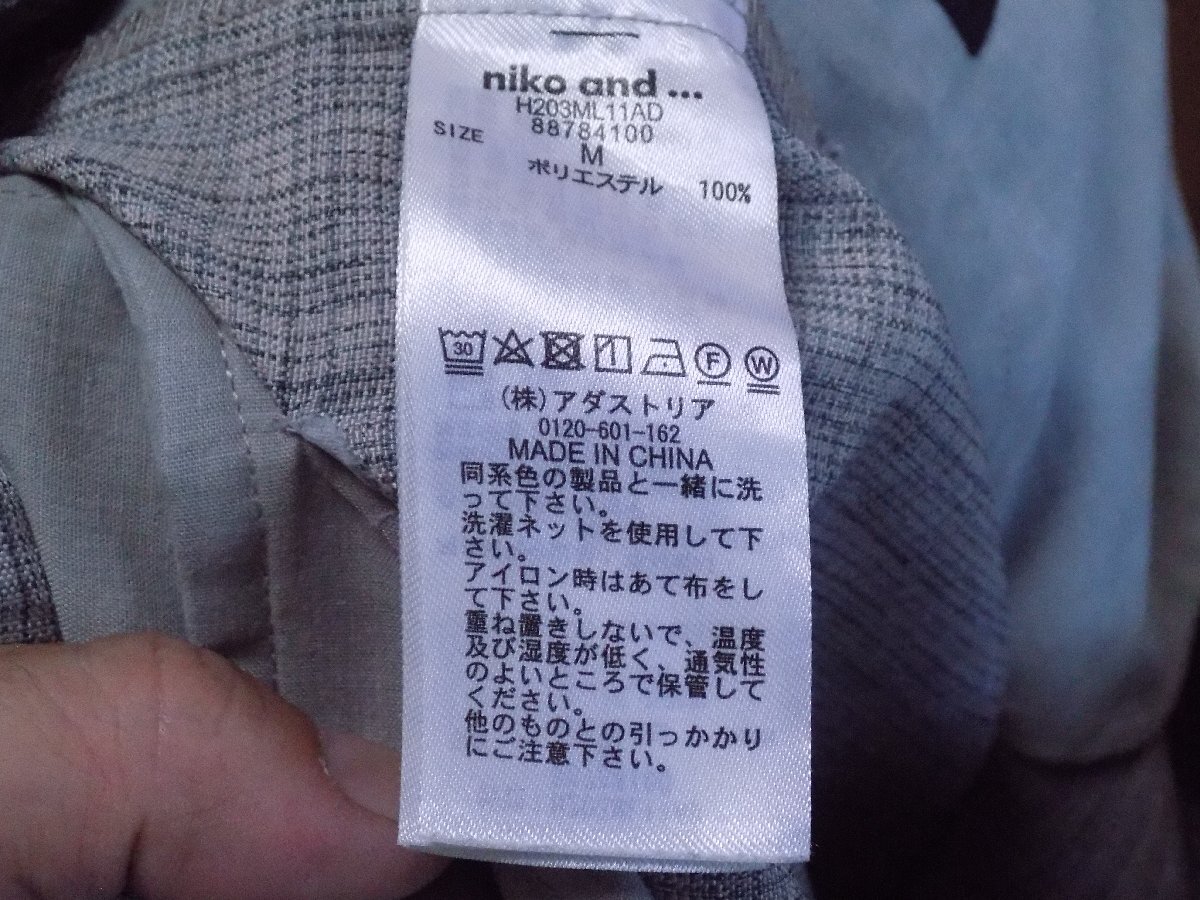 niko and ...
H203ML11AD
88784100
SIZE M
ポリエステル 100%
30 F W
(株)アダストリア
0120-601-162
MADE IN CHINA
同系色の製品と一緒に洗
って下さい。
洗濯ネットを使用して下
さい。
アイロン時はあて布をし
て下さい。
重ね置きしないで、温度
及び湿度が低く、通気性
のよいところで保管して
ください。
他のものとの引っかかり
にご注意下さい。